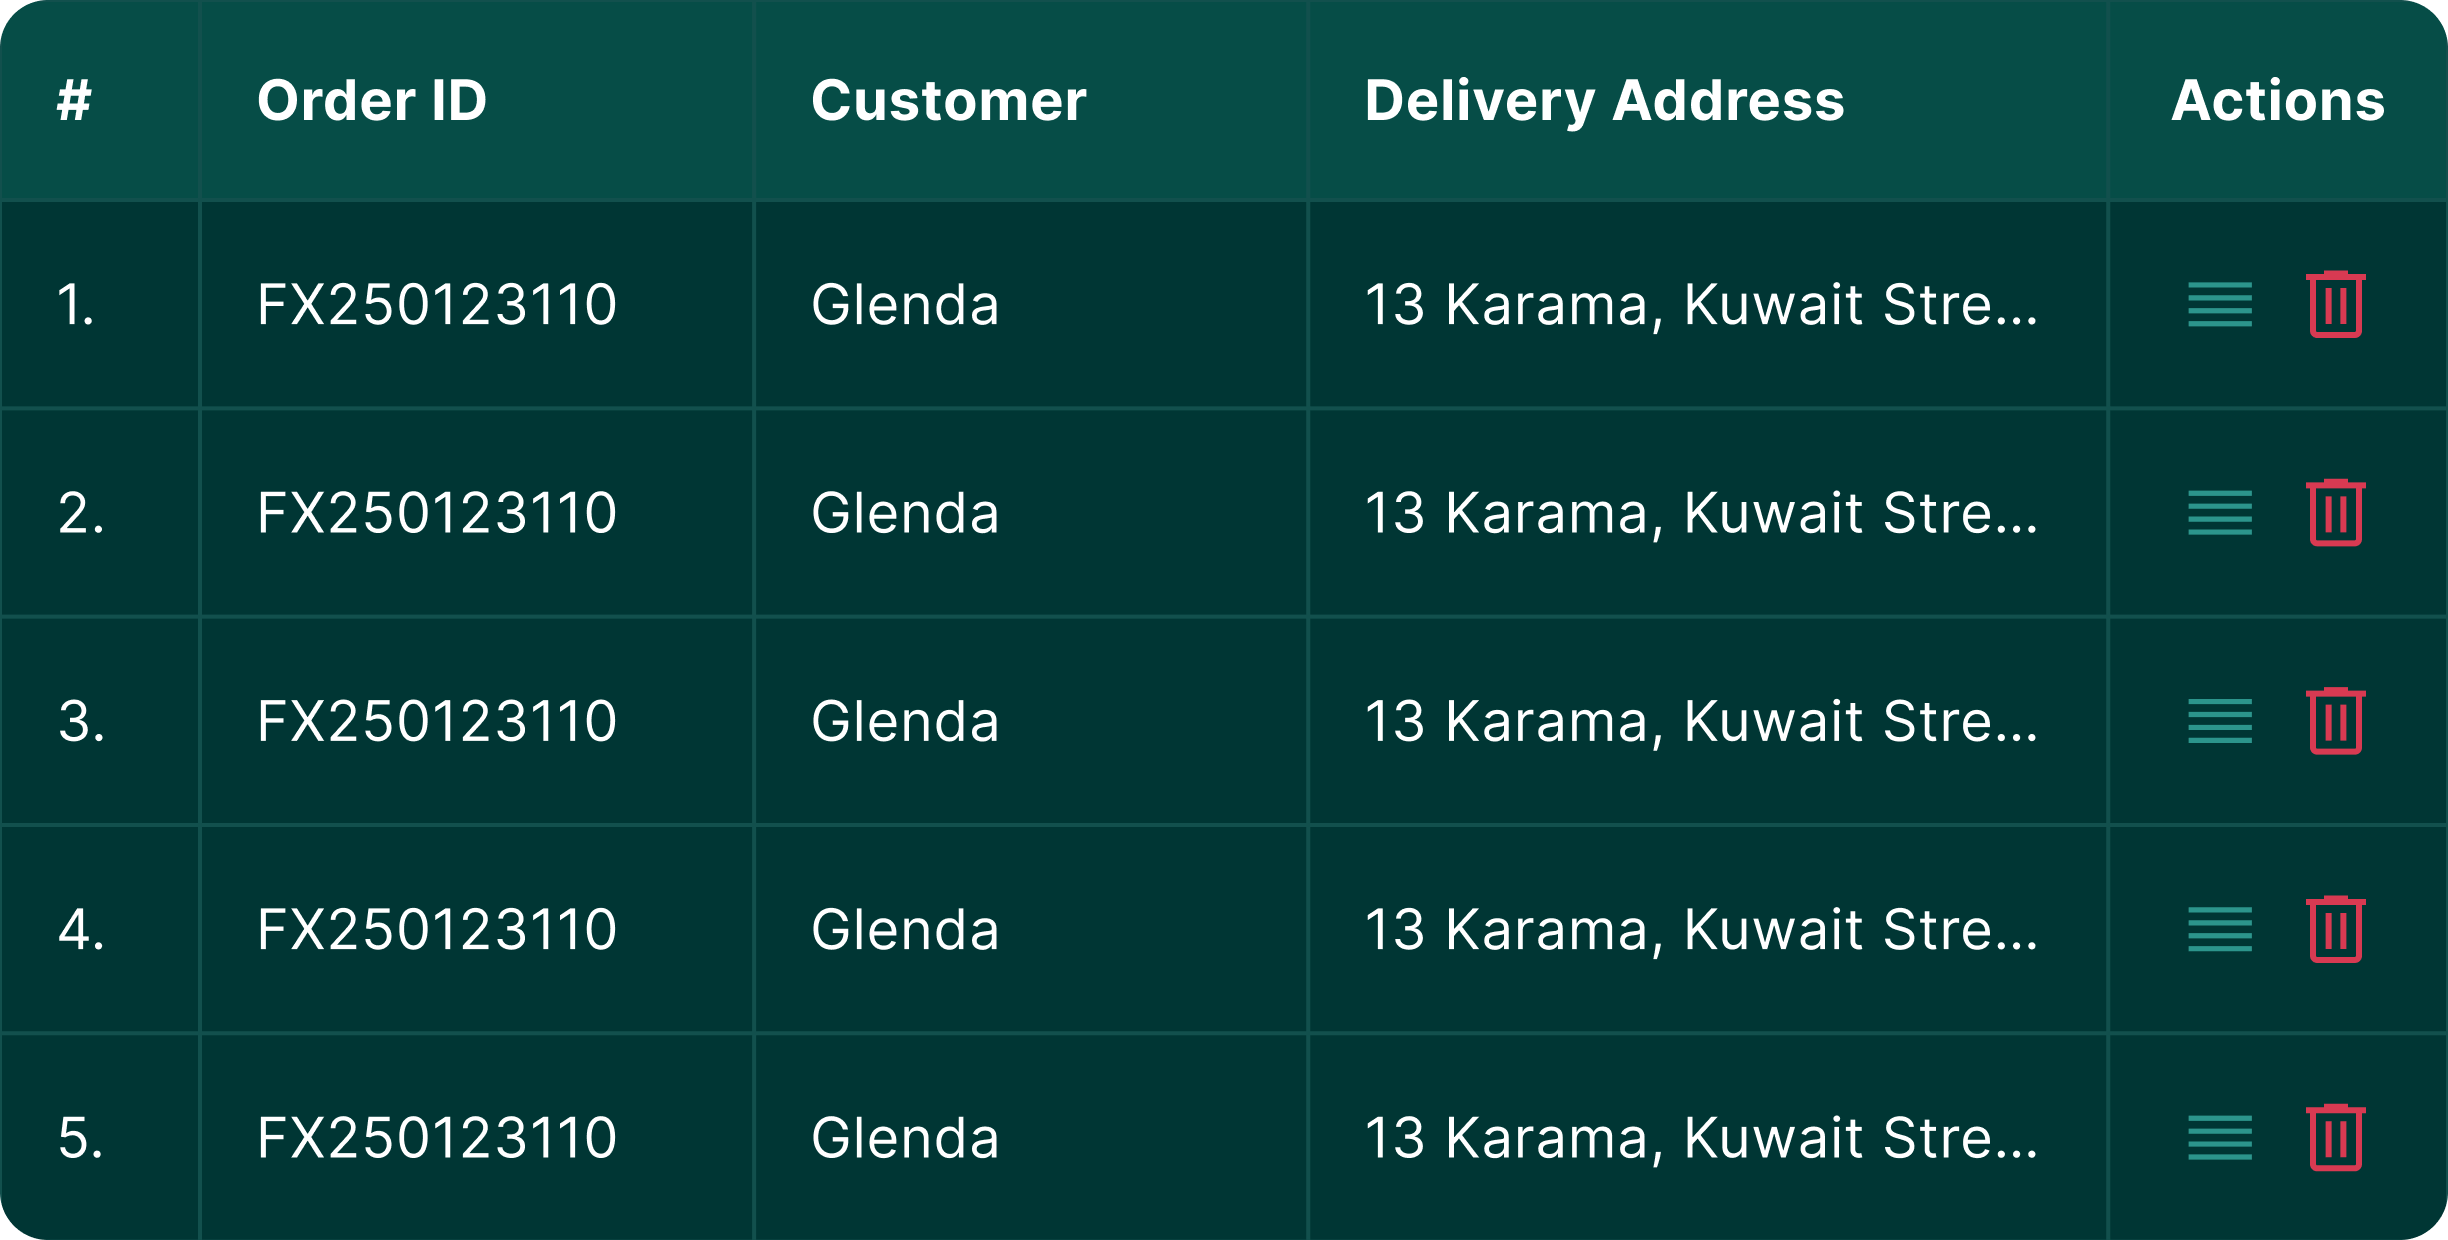 # Order ID Customer Delivery Address Actions
1. FX250123110 Glenda 13 Karama, Kuwait Stre...
2. FX250123110 Glenda 13 Karama, Kuwait Stre...
3. FX250123110 Glenda 13 Karama, Kuwait Stre...
4. FX250123110 Glenda 13 Karama, Kuwait Stre...
5. FX250123110 Glenda 13 Karama, Kuwait Stre...